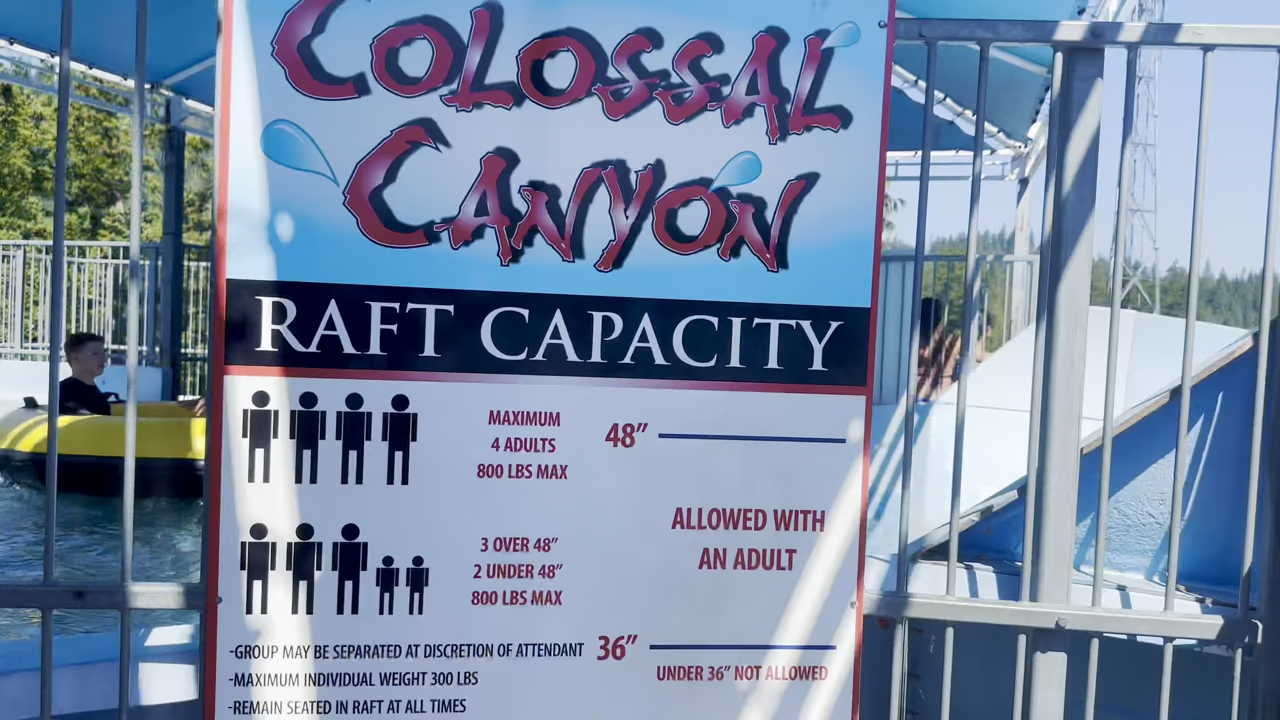 COLOSSAL
CANYON
RAFT CAPACITY
MAXIMUM
4 ADULTS
800 LBS MAX
48”
ALLOWED WITH
AN ADULT
3 OVER 48”
2 UNDER 48”
800 LBS MAX
36”
UNDER 36” NOT ALLOWED
-GROUP MAY BE SEPARATED AT DISCRETION OF ATTENDANT
-MAXIMUM INDIVIDUAL WEIGHT 300 LBS
-REMAIN SEATED IN RAFT AT ALL TIMES